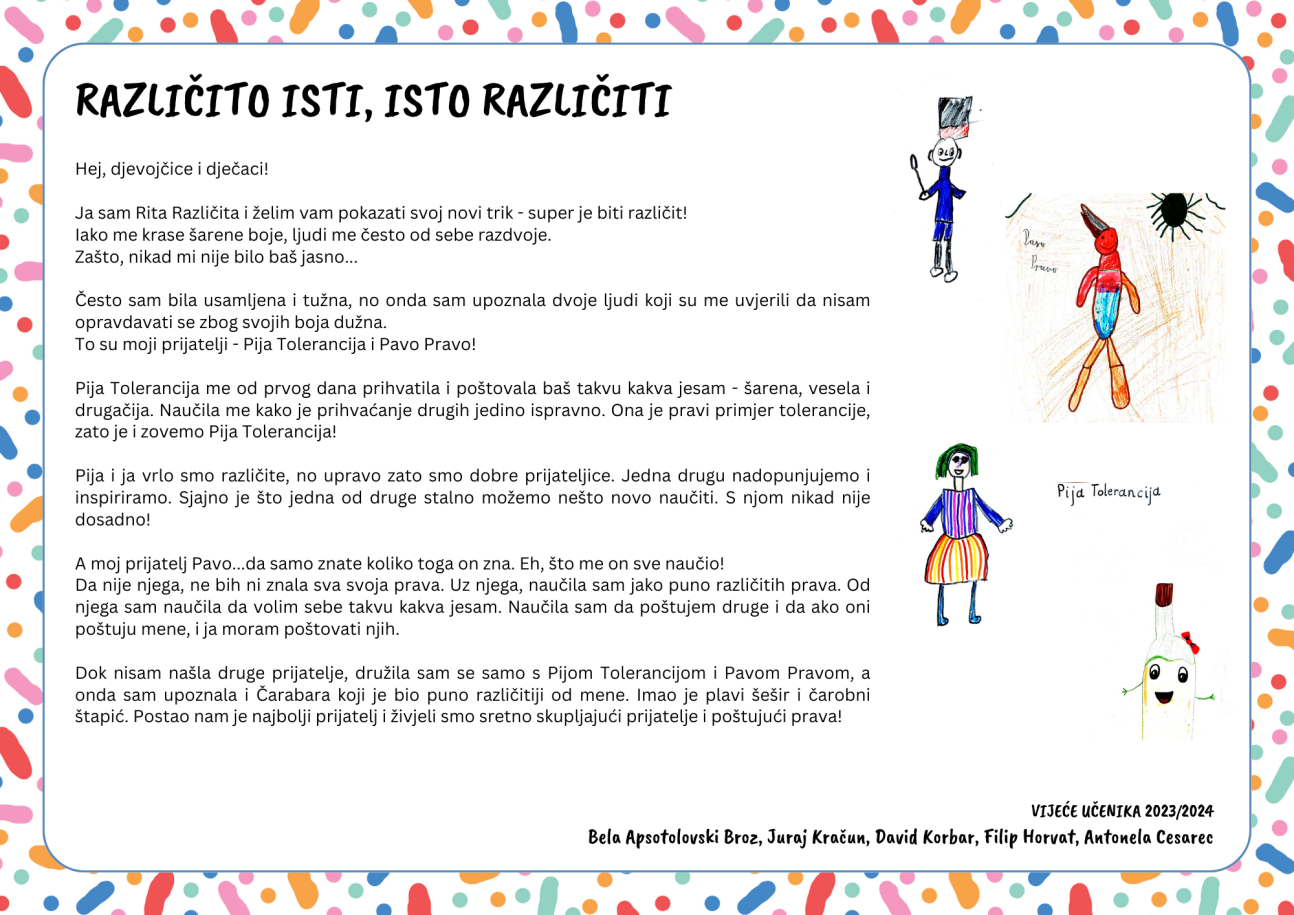 RAZLIČITO ISTI, ISTO RAZLIČITI
Hej, djevojčice i dječaci!
Ja sam Rita Različita i želim vam pokazati svoj novi trik - super je biti različit!
Iako me krase šarene boje, ljudi me često od sebe razdvoje.
Zašto, nikad mi nije bilo baš jasno...
Često sam bila usamljena i tužna, no onda sam upoznala dvoje ljudi koji su me uvjerili da nisam
opravdavati se zbog svojih boja dužna.
To su moji prijatelji - Pija Tolerancija i Pavo Pravo!
Pija Tolerancija me od prvog dana prihvatila i poštovala baš takvu kakva jesam - šarena, vesela i
drugačija. Naučila me kako je prihvaćanje drugih jedino ispravno. Ona je pravi primjer tolerancije,
zato je i zovemo Pija Tolerancija!
Pija i ja vrlo smo različite, no upravo zato smo dobre prijateljice. Jedna drugu nadopunjujemo i
inspiriramo. Sjajno je što jedna od druge stalno možemo nešto novo naučiti. S njom nikad nije
dosadno!
A moj prijatelj Pavo...da samo znate koliko toga on zna. Eh, što me on sve naučio!
Da nije njega, ne bih ni znala sva svoja prava. Uz njega, naučila sam jako puno različitih prava. Od
njega sam naučila da volim sebe takvu kakva jesam. Naučila sam da poštujem druge i da ako oni
poštuju mene, i ja moram poštovati njih.
Dok nisam našla druge prijatelje, družila sam se samo s Pijom Tolerancijom i Pavom Pravom, a
onda sam upoznala i Čarabara koji je bio puno različitiji od mene. Imao je plavi šešir i čarobni
štapić. Postao nam je najbolji prijatelj i živjeli smo sretno skupljajući prijatelje i poštujući prava!
Pravo
Pija Tolerancija
VIJEĆE UČENIKA 2023/2024
Bela Apsotolovski Broz, Juraj Kračun, David Korbar, Filip Horvat, Antonela Cesarec